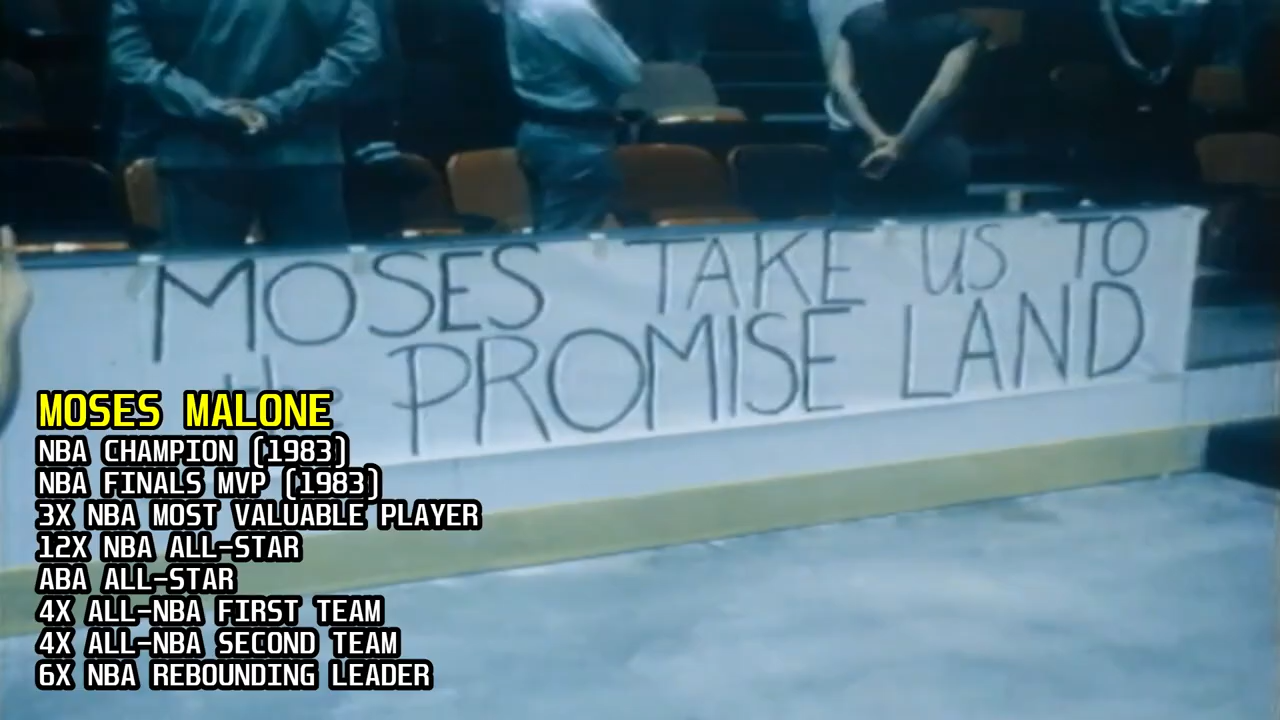 MOSES TAKE US TO
the PROMISE LAND
MOSES MALONE
NBA CHAMPION (1983)
NBA FINALS MVP (1983)
3X NBA MOST VALUABLE PLAYER
12X NBA ALL-STAR
ABA ALL-STAR
4X ALL-NBA FIRST TEAM
4X ALL-NBA SECOND TEAM
6X NBA REBOUNDING LEADER